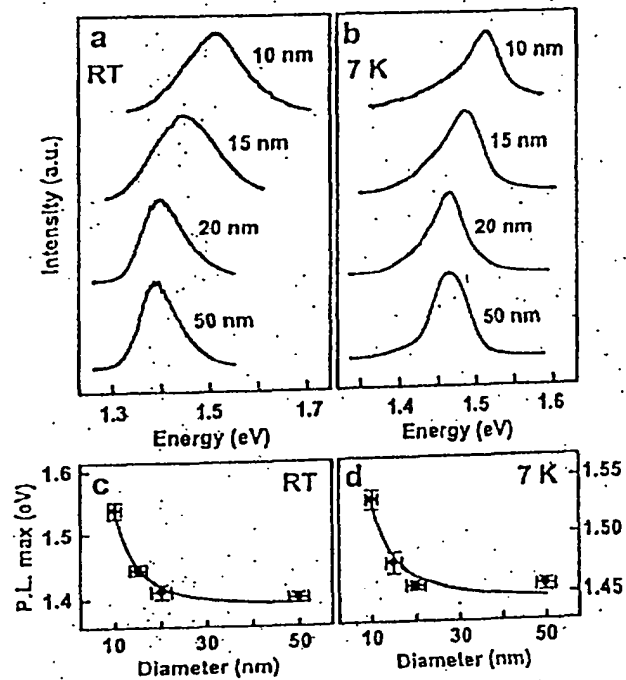 a
RT
10 nm
15 nm
20 nm
50 nm
b
7 K
10 nm
15 nm
20 nm
50 nm
Intensity (a.u.)
1.3 1.5 1.7
Energy (eV)
1.4 1.5 1.6
Energy (eV)
c RT
1.6
1.5
1.4
P.L. max (eV)
10 30 50
Diameter (nm)
d 7 K
1.55
1.50
1.45
10 30 50
Diameter (nm)